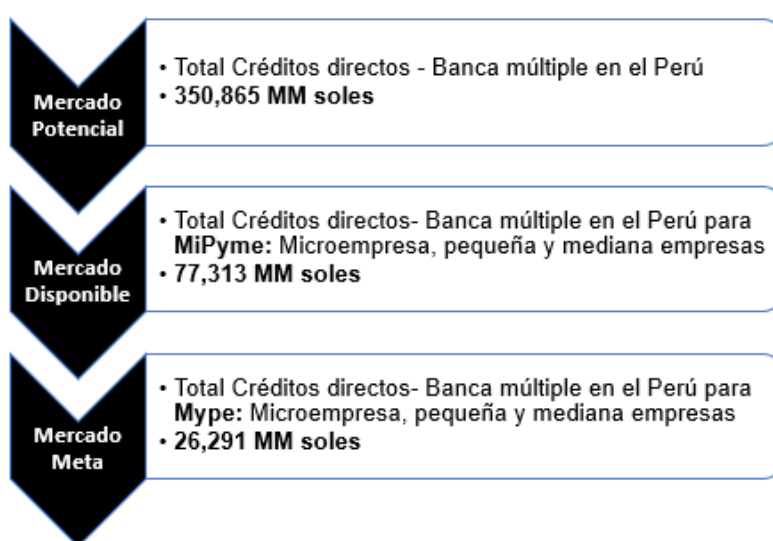 Mercado
Potencial
• Total Créditos directos - Banca múltiple en el Perú
• 350,865 MM soles
Mercado
Disponible
• Total Créditos directos- Banca múltiple en el Perú para
MiPyme: Microempresa, pequeña y mediana empresas
• 77,313 MM soles
Mercado
Meta
• Total Créditos directos- Banca múltiple en el Perú para
Mype: Microempresa, pequeña y mediana empresas
• 26,291 MM soles